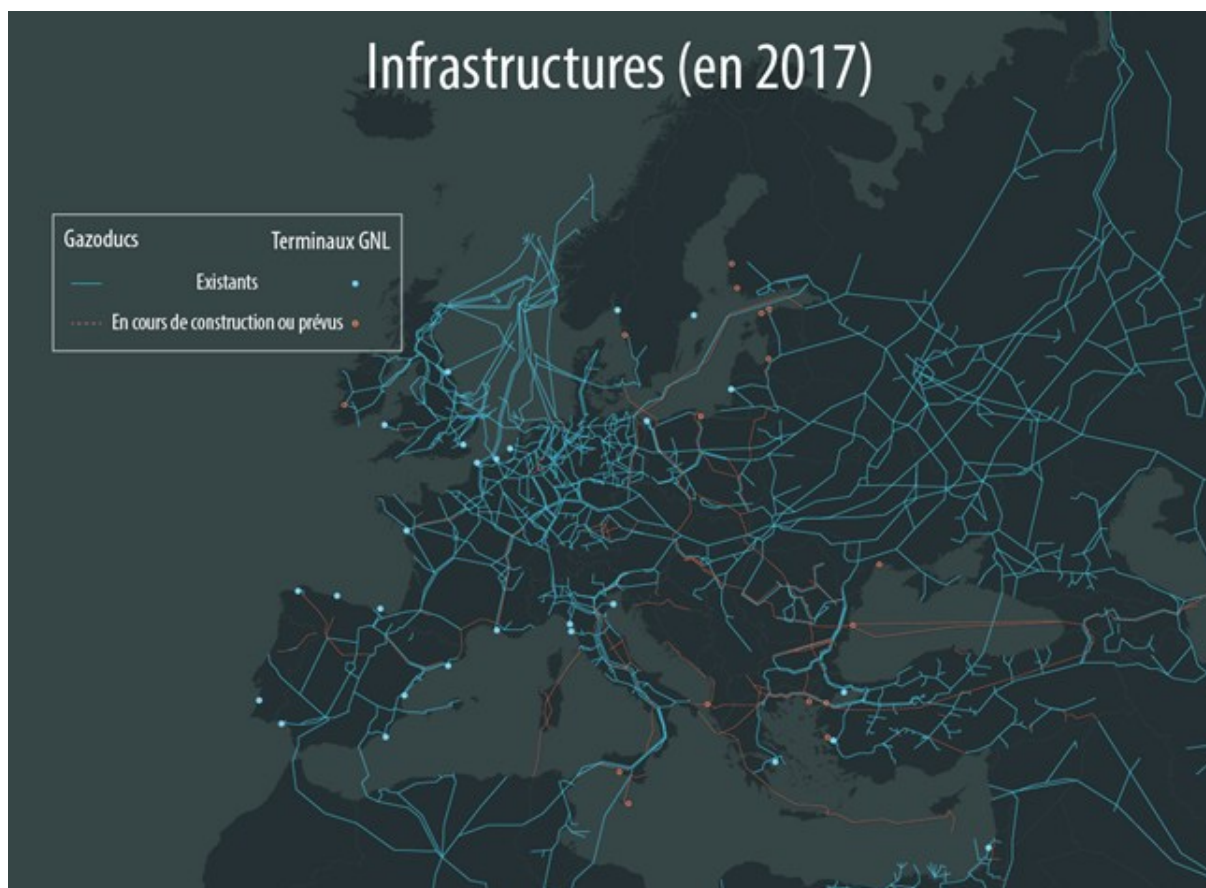 Infrastructures (en 2017)
Gazoducs Terminaux GNL
Existants
En cours de construction ou prévus